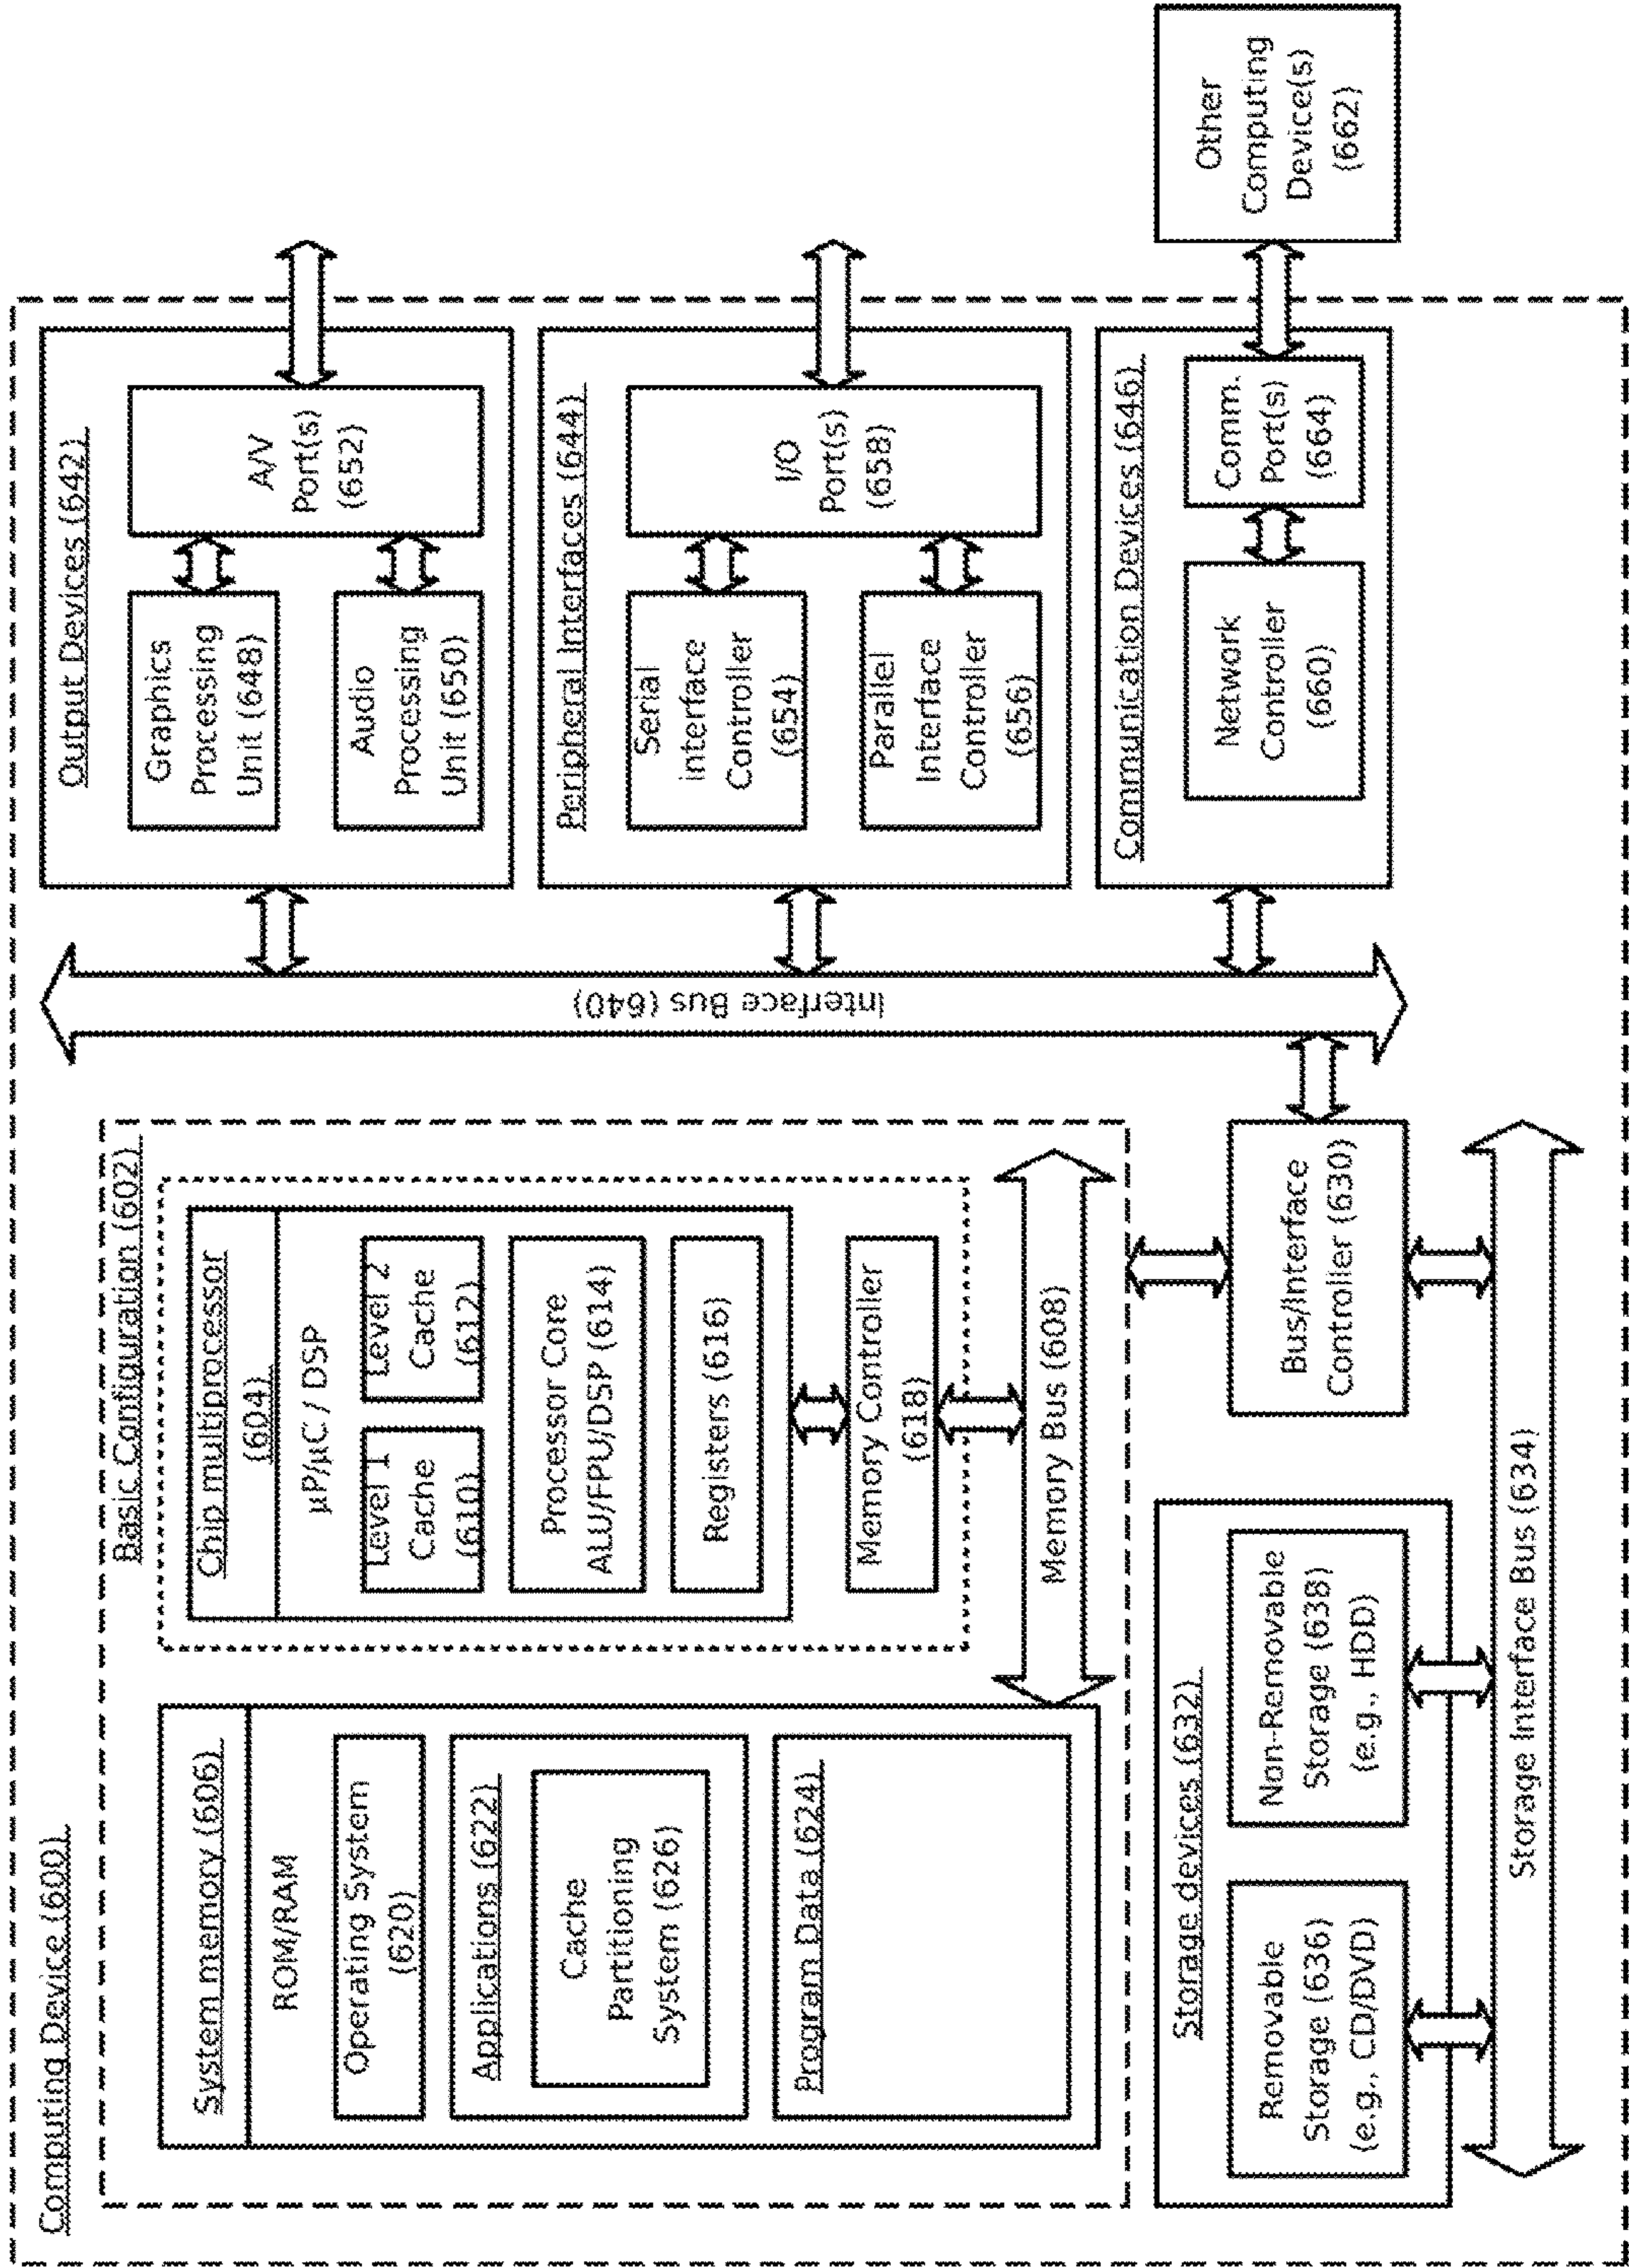 Computing Device (600)
Basic Configuration (602)
System memory (606)
ROM/RAM
Operating System
(620)
Applications (622)
Cache
Partitioning
System (626)
Program Data (624)
Chip multiprocessor
(604)
µP/µC / DSP
Level 1
Cache
(610)
Level 2
Cache
(612)
Processor Core
ALU/FPU/DSP (614)
Registers (616)
Memory Controller
(618)
Memory Bus (608)
Storage devices (632)
Removable
Storage (636)
(e.g., CD/DVD)
Non-Removable
Storage (638)
(e.g., HDD)
Bus/Interface
Controller (630)
Storage Interface Bus (634)
Interface Bus (640)
Output Devices (642)
Graphics
Processing
Unit (648)
Audio
Processing
Unit (650)
A/V
Port(s)
(652)
Peripheral Interfaces (644)
Serial
interface
Controller
(654)
Parallel
Interface
Controller
(656)
I/O
Port(s)
(658)
Communication Devices (646)
Network
Controller
(660)
Comm.
Port(s)
(664)
Other
Computing
Device(s)
(662)